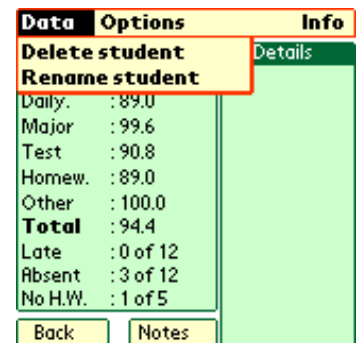 Data Options Info
Delete student
Rename student
Details
Daily. : 89.0
Major : 99.6
Test : 90.8
Homew. : 89.0
Other : 100.0
Total : 94.4
Late : 0 of 12
Absent : 3 of 12
No H.W. : 1 of 5
Back Notes